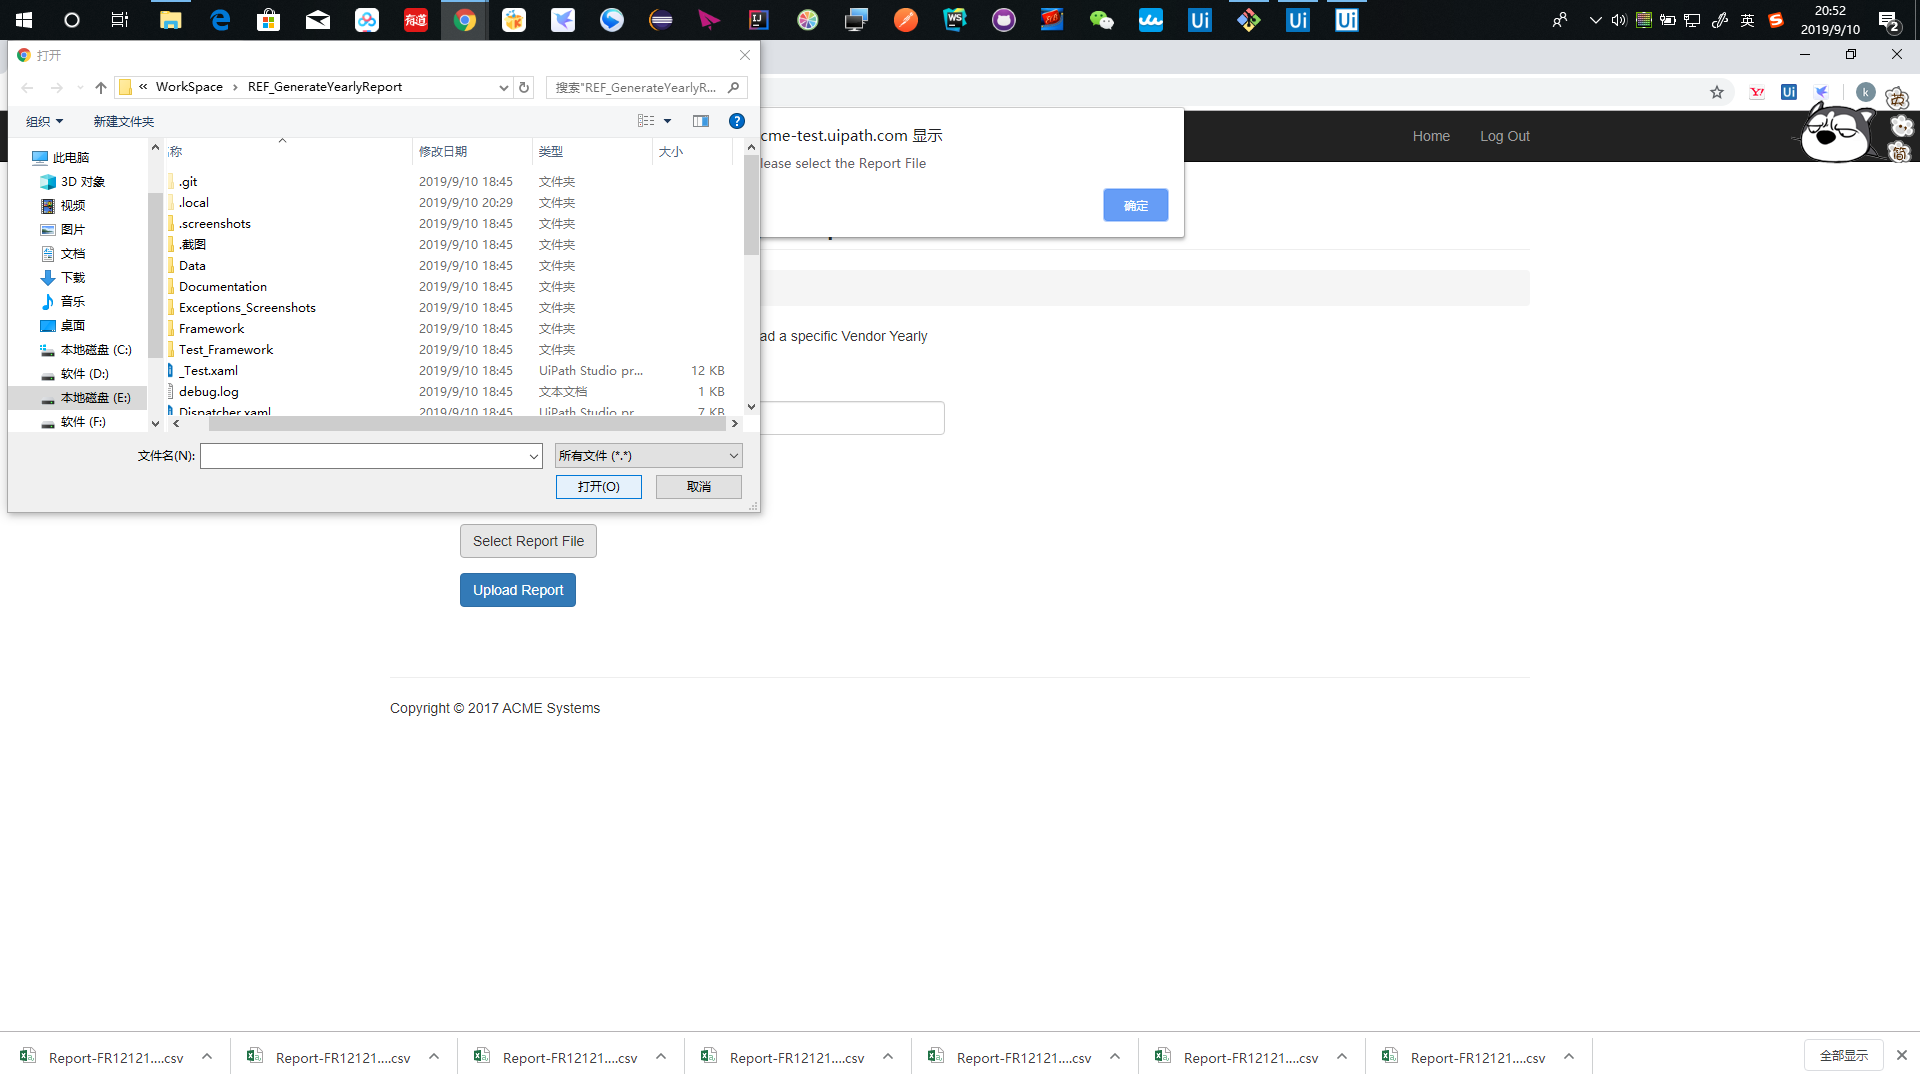 20:52
2019/9/10
英
2
有道
打开
« WorkSpace › REF_GenerateYearlyReport
搜索"REF_GenerateYearlyR...
组织 新建文件夹
此电脑
3D 对象
视频
图片
文档
下载
音乐
桌面
本地磁盘 (C:)
软件 (D:)
本地磁盘 (E:)
软件 (F:)
称 修改日期 类型 大小
.git 2019/9/10 18:45 文件夹
.local 2019/9/10 20:29 文件夹
.screenshots 2019/9/10 18:45 文件夹
.截图 2019/9/10 18:45 文件夹
Data 2019/9/10 18:45 文件夹
Documentation 2019/9/10 18:45 文件夹
Exceptions_Screenshots 2019/9/10 18:45 文件夹
Framework 2019/9/10 18:45 文件夹
Test_Framework 2019/9/10 18:45 文件夹
_Test.xaml 2019/9/10 18:45 UiPath Studio pr... 12 KB
debug.log 2019/9/10 18:45 文本文档 1 KB
Dispatcher.xaml 2019/9/10 18:45 UiPath Studio pr... 7 KB
文件名(N): 所有文件 (*.*)
打开(O) 取消
cme-test.uipath.com 显示
lease select the Report File
确定
Home Log Out
英
简
ad a specific Vendor Yearly
Select Report File
Upload Report
Copyright © 2017 ACME Systems
Report-FR12121....csv Report-FR12121....csv Report-FR12121....csv Report-FR12121....csv Report-FR12121....csv Report-FR12121....csv Report-FR12121....csv 全部显示